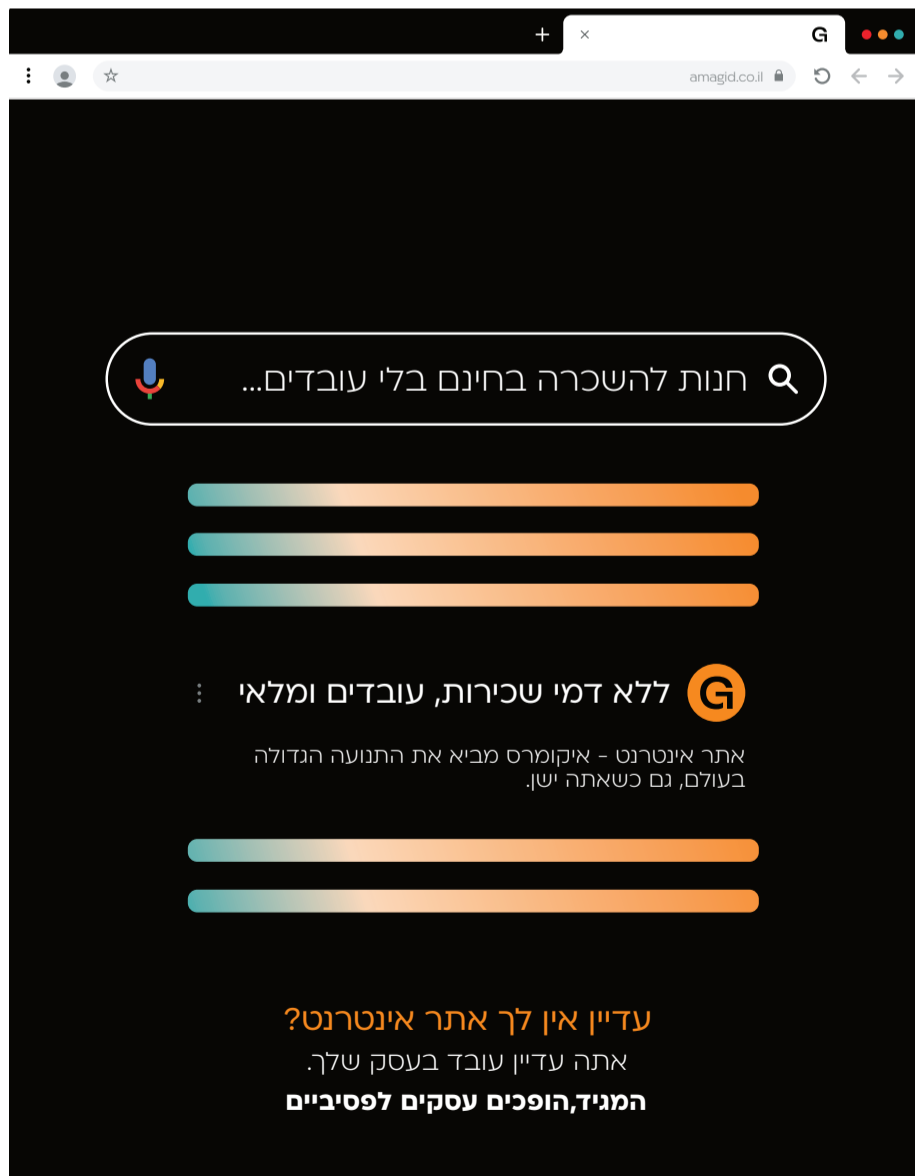 G
amagid.co.il
חנות להשכרה בחינם בלי עובדים...
G ללא דמי שכירות, עובדים ומלאי
אתר אינטרנט - איקומרס מביא את התנועה הגדולה
בעולם, גם כשאתה ישן.
עדיין אין לך אתר אינטרנט?
אתה עדיין עובד בעסק שלך.
המגיד,הופכים עסקים לפסיביים